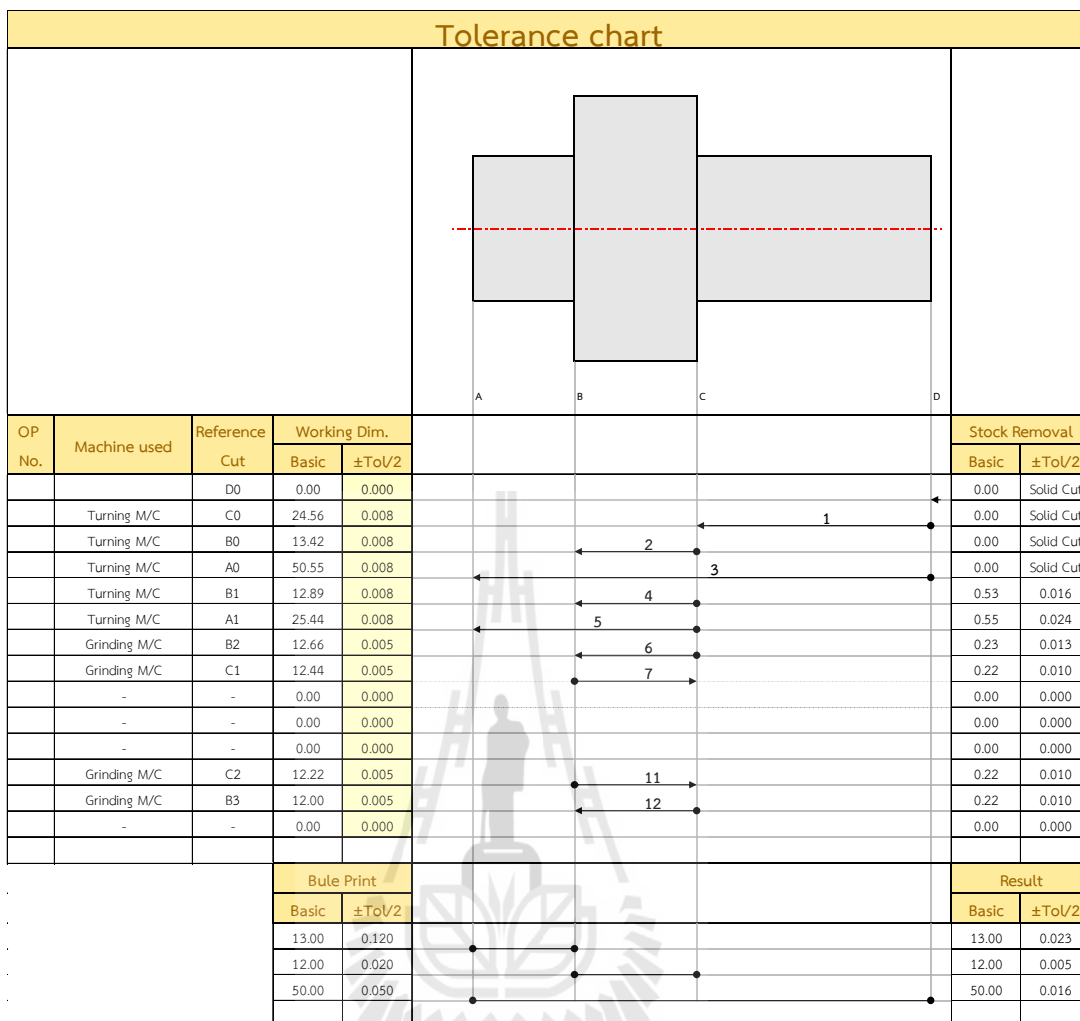 Tolerance chart
A B C D
OP No. Machine used Reference Cut Working Dim. Basic ±Tol/2 Stock Removal Basic ±Tol/2
D0 0.00 0.000 0.00 Solid Cut
Turning M/C C0 24.56 0.008 1 0.00 Solid Cut
Turning M/C B0 13.42 0.008 2 0.00 Solid Cut
Turning M/C A0 50.55 0.008 3 0.00 Solid Cut
Turning M/C B1 12.89 0.008 4 0.53 0.016
Turning M/C A1 25.44 0.008 5 0.55 0.024
Grinding M/C B2 12.66 0.005 6 0.23 0.013
Grinding M/C C1 12.44 0.005 7 0.22 0.010
- - 0.00 0.000 0.00 0.000
- - 0.00 0.000 0.00 0.000
- - 0.00 0.000 0.00 0.000
Grinding M/C C2 12.22 0.005 11 0.22 0.010
Grinding M/C B3 12.00 0.005 12 0.22 0.010
- - 0.00 0.000 0.00 0.000
Bule Print Result
Basic ±Tol/2 Basic ±Tol/2
13.00 0.120 13.00 0.023
12.00 0.020 12.00 0.005
50.00 0.050 50.00 0.016